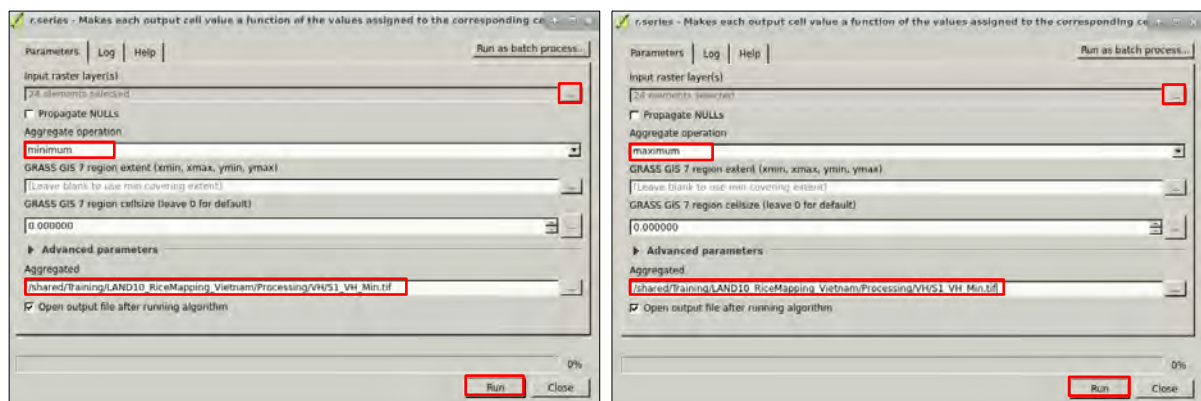 r.series - Makes each output cell value a function of the values assigned to the corresponding ce
Parameters
Log
Help
Run as batch process...
Input raster layer(s)
24 elements selected
...
Propagate NULLs
Aggregate operation
minimum
GRASS GIS 7 region extent (xmin, xmax, ymin, ymax)
[Leave blank to use min covering extent]
...
GRASS GIS 7 region cellsize (leave 0 for default)
0.000000
...
Advanced parameters
Aggregated
/shared/Training/LAND10_RiceMapping_Vietnam/Processing/VH/S1_VH_Min.tif
...
Open output file after running algorithm
0%
Run
Close
r.series - Makes each output cell value a function of the values assigned to the corresponding ce
Parameters
Log
Help
Run as batch process...
Input raster layer(s)
24 elements selected
...
Propagate NULLs
Aggregate operation
maximum
GRASS GIS 7 region extent (xmin, xmax, ymin, ymax)
[Leave blank to use min covering extent]
...
GRASS GIS 7 region cellsize (leave 0 for default)
0.000000
...
Advanced parameters
Aggregated
/shared/Training/LAND10_RiceMapping_Vietnam/Processing/VH/S1_VH_Min.tif
...
Open output file after running algorithm
0%
Run
Close